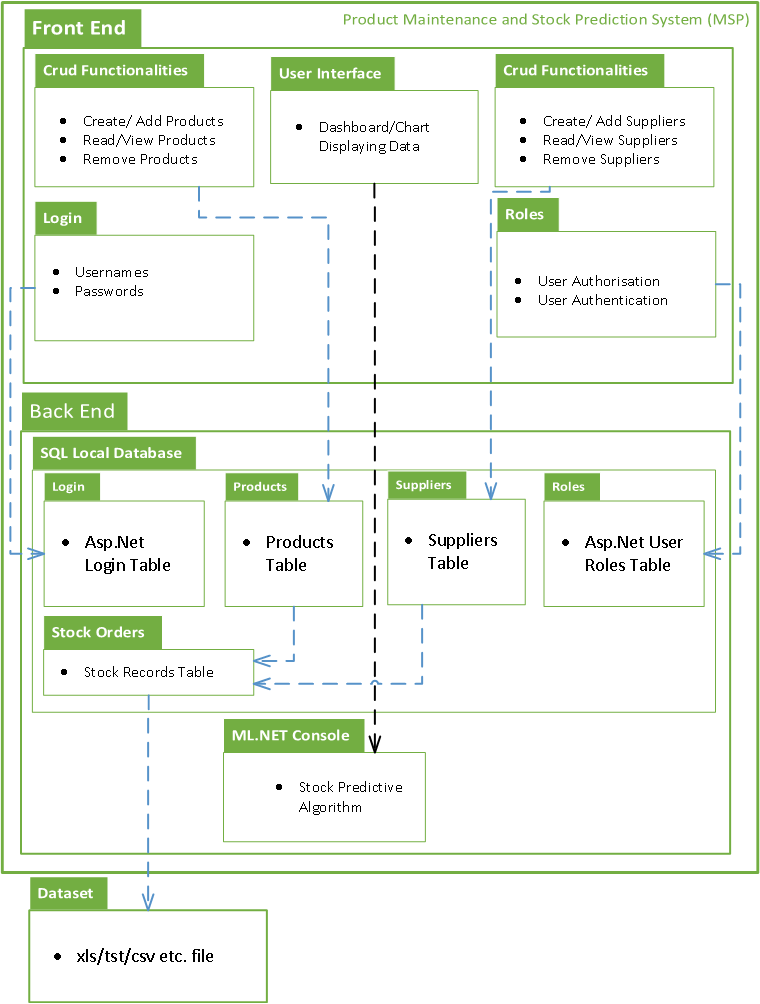 Product Maintenance and Stock Prediction System (MSP)
Front End
Crud Functionalities
• Create/ Add Products
• Read/View Products
• Remove Products
User Interface
• Dashboard/Chart
Displaying Data
Crud Functionalities
• Create/ Add Suppliers
• Read/View Suppliers
• Remove Suppliers
Login
• Usernames
• Passwords
Roles
• User Authorisation
• User Authentication
Back End
SQL Local Database
Login
• Asp.Net
Login Table
Products
• Products
Table
Suppliers
• Suppliers
Table
Roles
• Asp.Net User
Roles Table
Stock Orders
• Stock Records Table
ML.NET Console
• Stock Predictive
Algorithm
Dataset
• xls/tst/csv etc. file